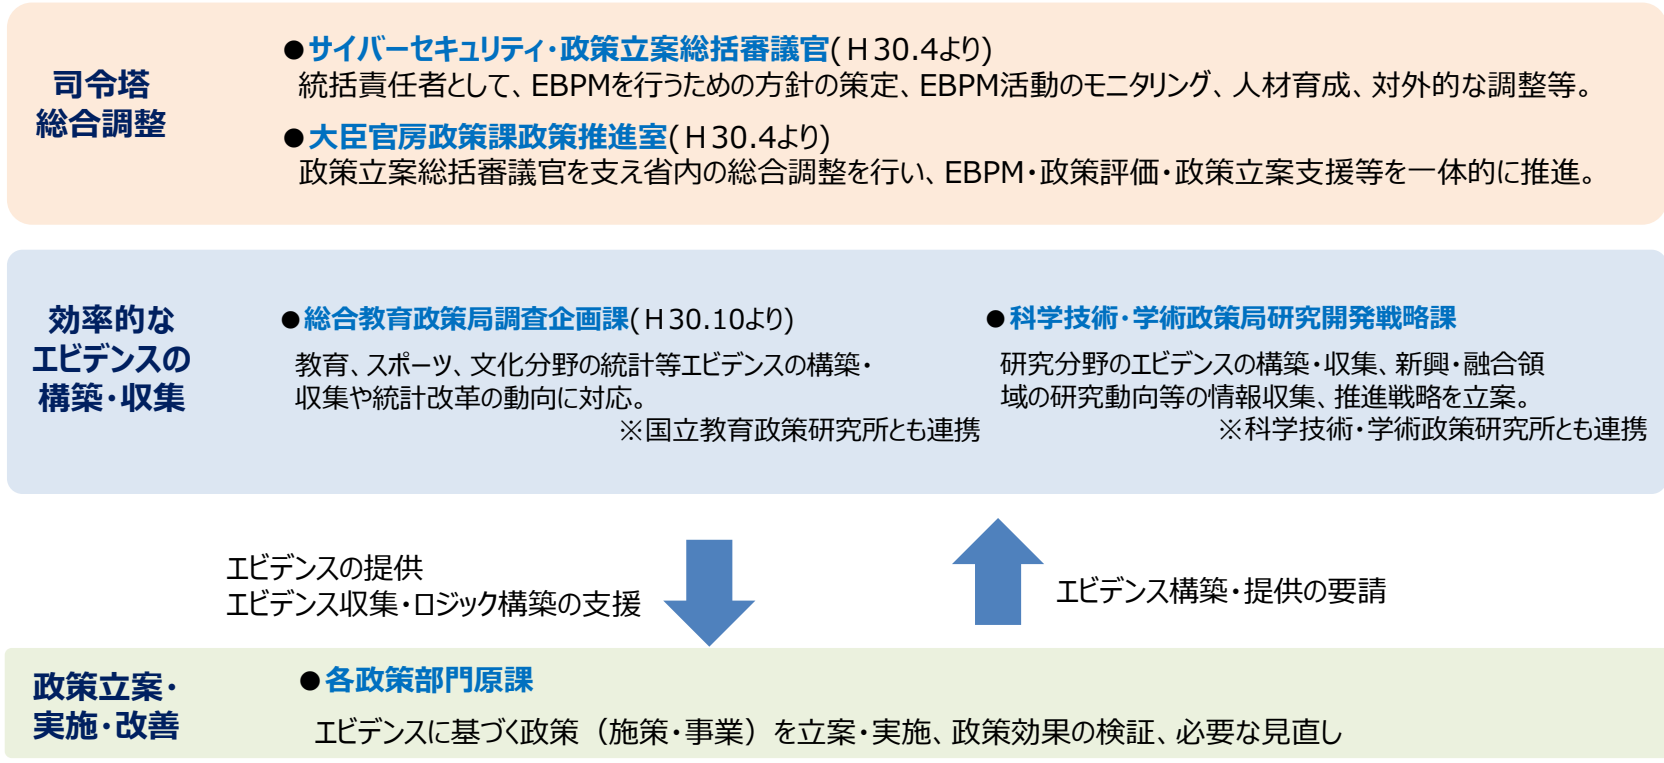 司令塔
総合調整
●サイバーセキュリティ・政策立案総括審議官(H30.4より)
統括責任者として、EBPMを行うための方針の策定、EBPM活動のモニタリング、人材育成、対外的な調整等。
●大臣官房政策課政策推進室(H30.4より)
政策立案総括審議官を支え省内の総合調整を行い、EBPM・政策評価・政策立案支援等を一体的に推進。
効率的な
エビデンスの
構築・収集
●総合教育政策局調査企画課(H30.10より)
教育、スポーツ、文化分野の統計等エビデンスの構築・
収集や統計改革の動向に対応。
※国立教育政策研究所とも連携
●科学技術・学術政策局研究開発戦略課
研究分野のエビデンスの構築・収集、新興・融合領
域の研究動向等の情報収集、推進戦略を立案。
※科学技術・学術政策研究所とも連携
エビデンスの提供
エビデンス収集・ロジック構築の支援
エビデンス構築・提供の要請
政策立案・
実施・改善
●各政策部門原課
エビデンスに基づく政策（施策・事業）を立案・実施、政策効果の検証、必要な見直し